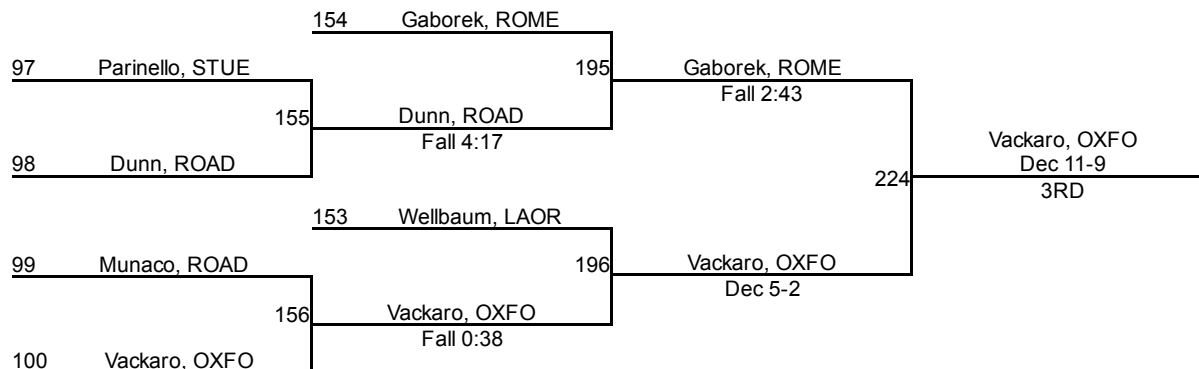 154 Gaborek, ROME
97 Parinello, STUE
195 Gaborek, ROME
Fall 2:43
155 Dunn, ROAD
Fall 4:17
98 Dunn, ROAD
Vackaro, OXFO
Dec 11-9
224
3RD
153 Wellbaum, LAOR
99 Munaco, ROAD
196 Vackaro, OXFO
Dec 5-2
156 Vackaro, OXFO
Fall 0:38
100 Vackaro, OXFO